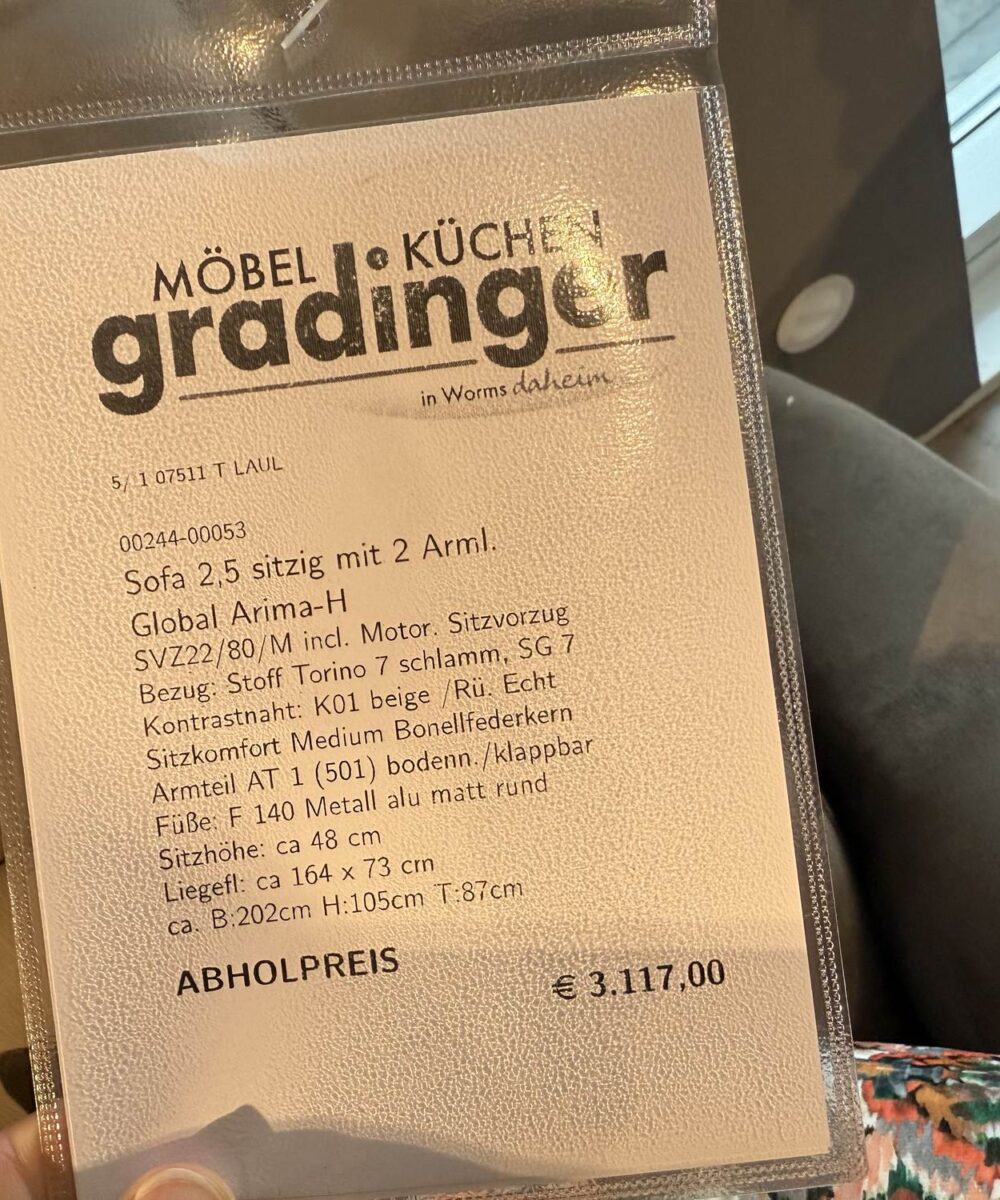 MÖBEL KÜCHEN
gradinger
in Worms daheim
5/ 1 07511 T LAUL
00244-00053
Sofa 2,5 sitzig mit 2 Arml.
Global Arima-H
SVZ22/80/M incl. Motor. Sitzvorzug
Bezug: Stoff Torino 7 schlamm, SG 7
Kontrastnaht: K01 beige /Rü. Echt
Sitzkomfort Medium Bonellfederkern
Armteil AT 1 (501) bodenn./klappbar
Füße: F 140 Metall alu matt rund
Sitzhöhe: ca 48 cm
Liegefl: ca 164 x 73 cm
ca. B:202cm H:105cm T:87cm
ABHOLPREIS
€ 3.117,00